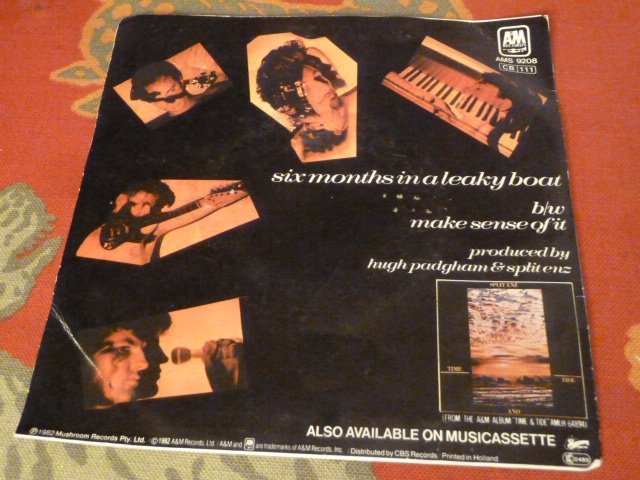 A&M
RECORDS
AMS 9208
CB 111
six months in a leaky boat
b/w
make sense of it
produced by
hugh padgham & split enz
SPLIT ENZ
TIME
TIDE
AND
(FROM THE A&M ALBUM "TIME & TIDE" AMLH 64894)
ALSO AVAILABLE ON MUSICASSETTE
℗1982 Mushroom Records Pty. Ltd. / ©1982 A&M Records, Ltd. / A&M and are trademarks of A&M Records, Inc. Distributed by CBS Records Printed in Holland
0485